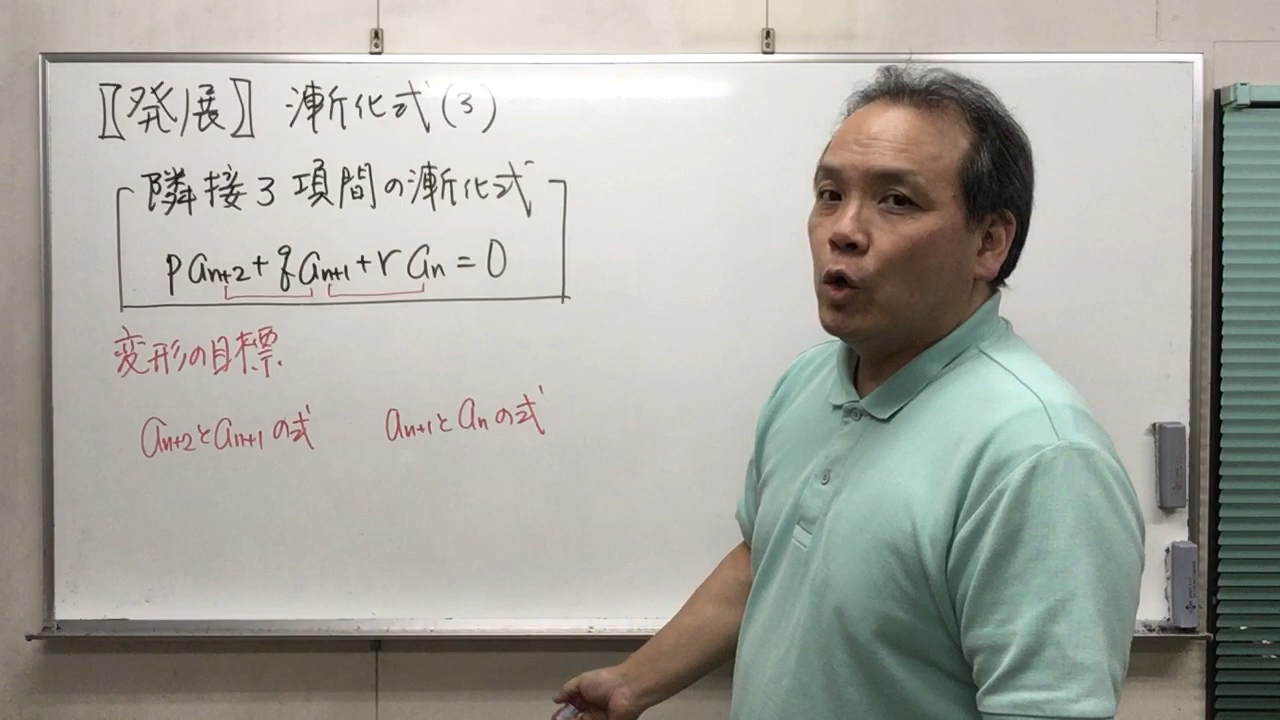 〖発展〗 漸化式(3)
隣接3項間の漸化式
pan+2+qan+1+ran=0
変形の目標
an+2とan+1の式 an+1とanの式